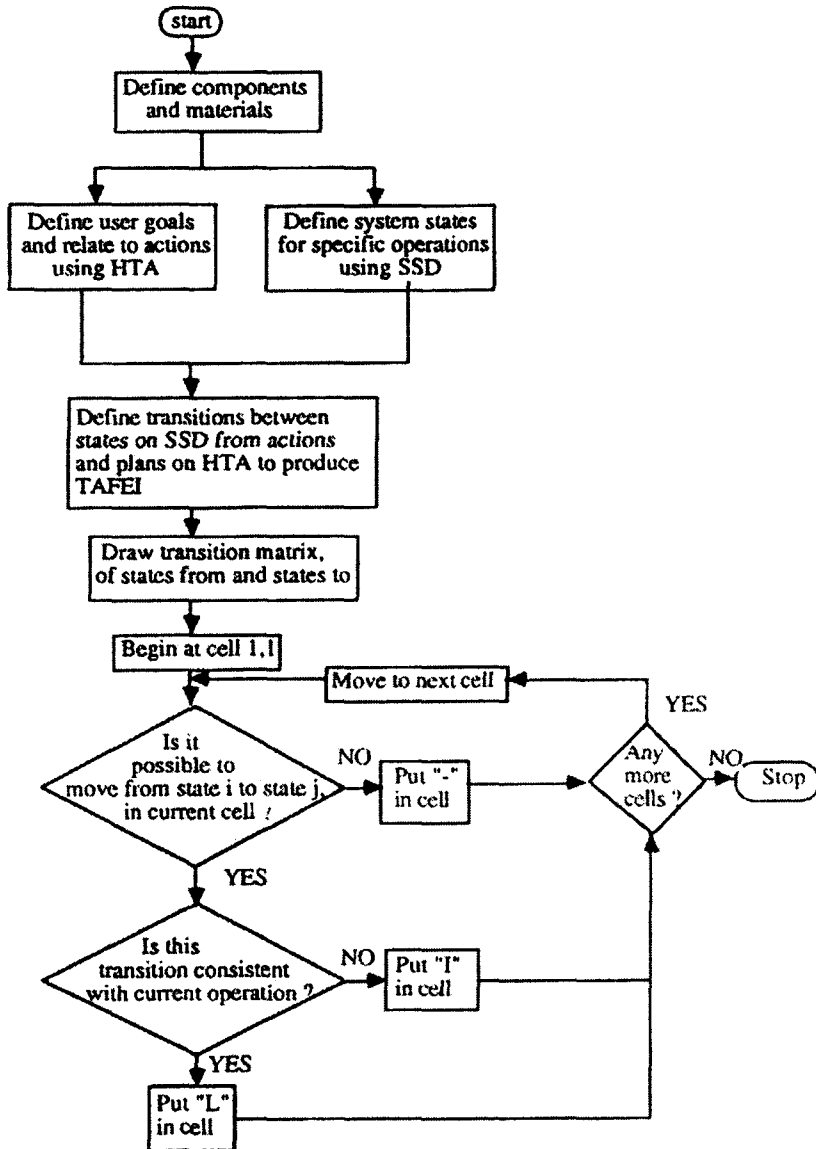 start
Define components
and materials
Define user goals
and relate to actions
using HTA
Define system states
for specific operations
using SSD
Define transitions between
states on SSD from actions
and plans on HTA to produce
TAFEI
Draw transition matrix,
of states from and states to
Begin at cell 1,1
Move to next cell
YES
Is it
possible to
move from state i to state j,
in current cell ?
NO
Put "-"
in cell
Any
more
cells ?
NO
Stop
YES
Is this
transition consistent
with current operation ?
NO
Put "I"
in cell
YES
Put "L"
in cell